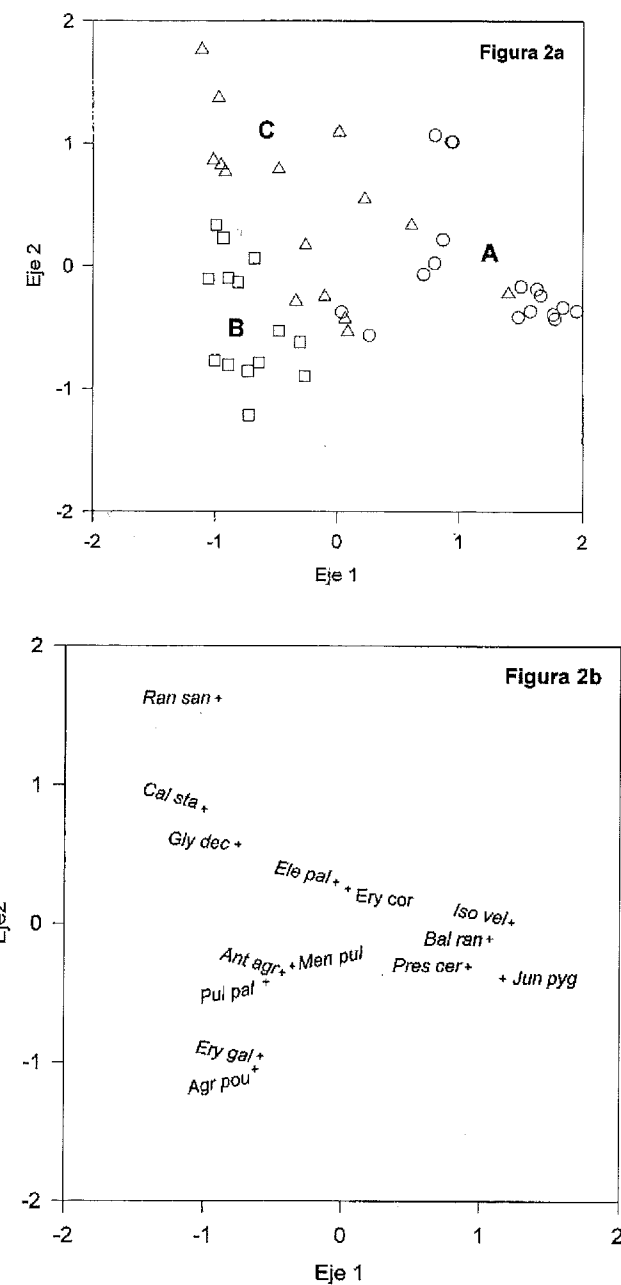 Figura 2a
2
1
0
-1
-2
Eje 2
C
A
B
-2
-1
0
1
2
Eje 1
Figura 2b
2
1
0
-1
-2
Eje2
Ran san
Cal sta
Gly dec
Ele pal
Ery cor
Iso vel
Bal ran
Pres cer
Jun pyg
Ant agr
Men pul
Pul pal
Ery gal
Agr pou
-2
-1
0
1
2
Eje 1